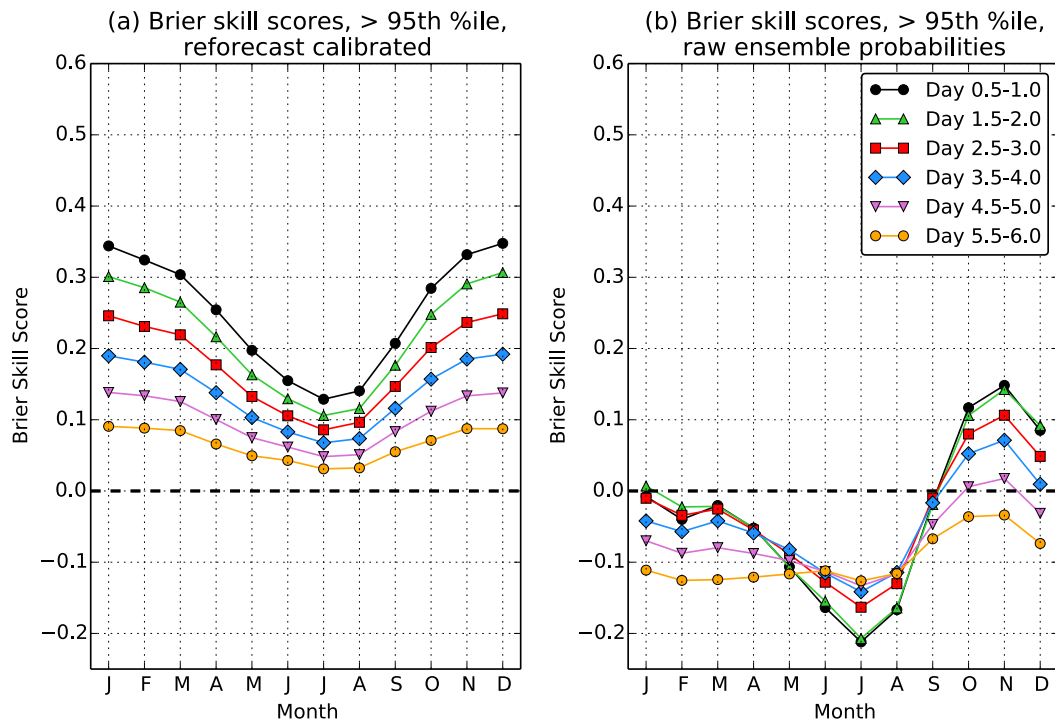 (a) Brier skill scores, > 95th %ile,
reforecast calibrated
0.6
0.5
0.4
0.3
0.2
0.1
0.0
−0.1
−0.2
Brier Skill Score
J F M A M J J A S O N D
Month
(b) Brier skill scores, > 95th %ile,
raw ensemble probabilities
0.6
0.5
0.4
0.3
0.2
0.1
0.0
−0.1
−0.2
Brier Skill Score
J F M A M J J A S O N D
Month
Day 0.5-1.0
Day 1.5-2.0
Day 2.5-3.0
Day 3.5-4.0
Day 4.5-5.0
Day 5.5-6.0